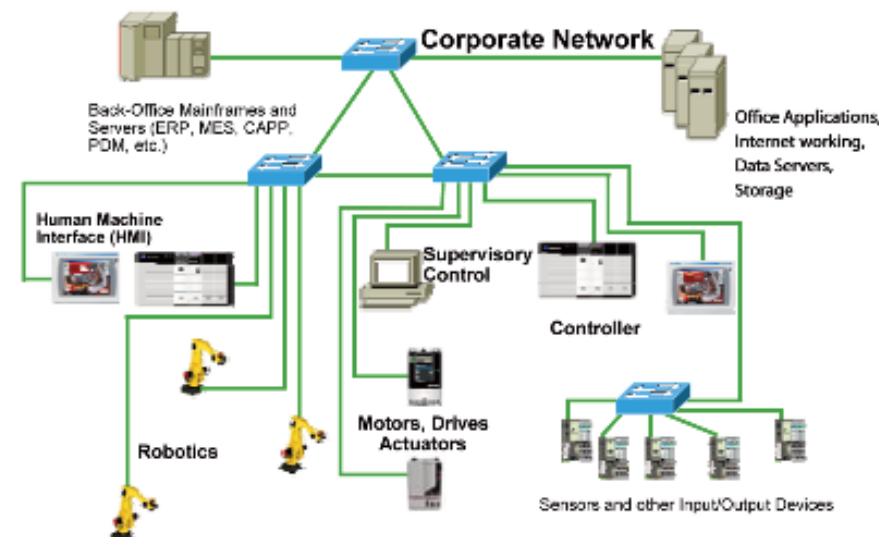 Corporate Network
Back-Office Mainframes and
Servers (ERP, MES, CAPP,
PDM, etc.)
Office Applications,
Internet working,
Data Servers,
Storage
Human Machine
Interface (HMI)
Supervisory
Control
Controller
Motors, Drives
Actuators
Robotics
Sensors and other Input/Output Devices